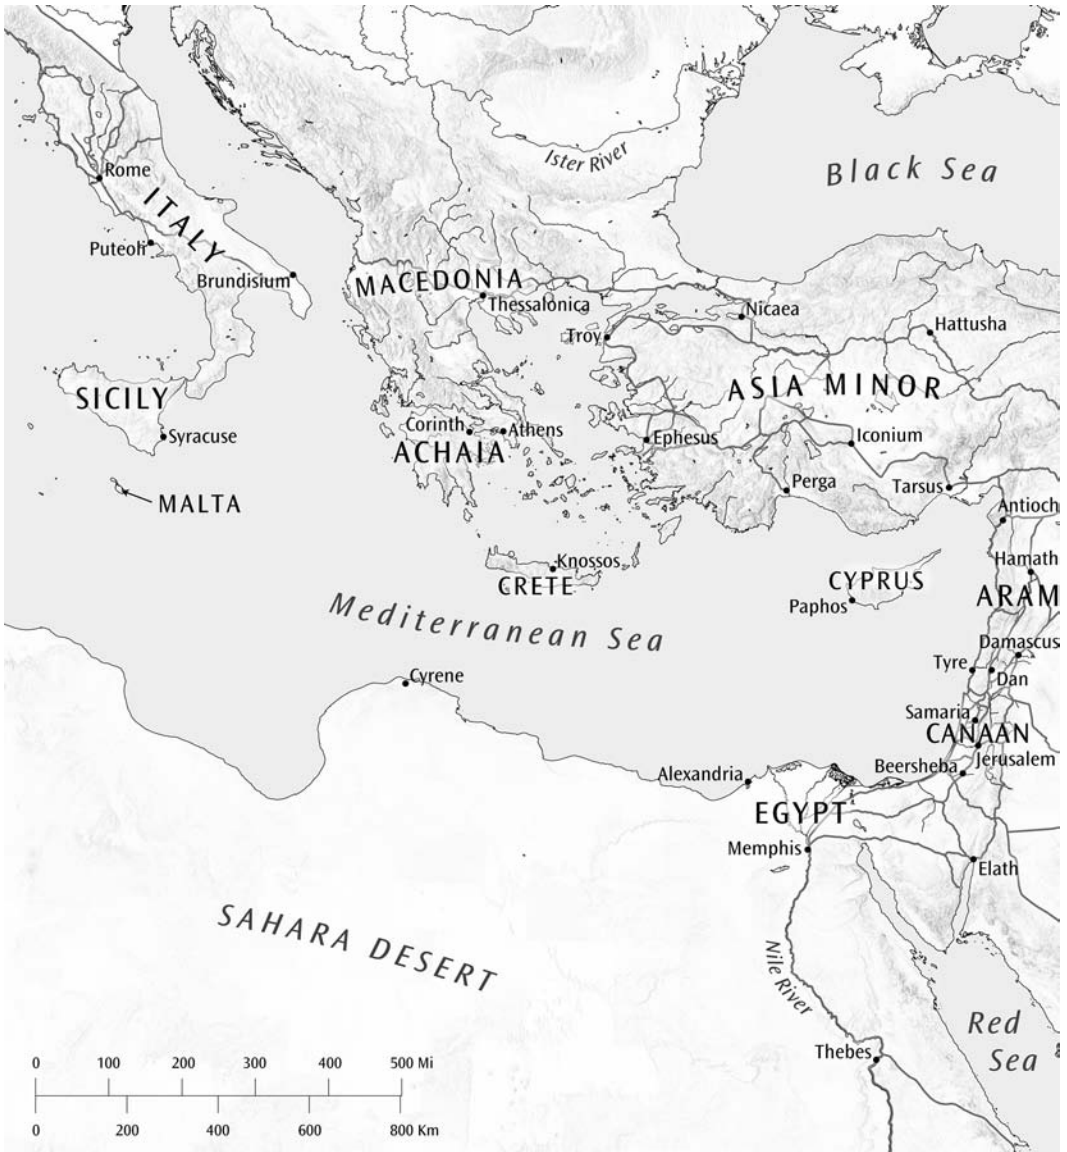 Ister River
Black Sea
Rome
ITALY
Puteoli
Brundisium
MACEDONIA
Thessalonica
Nicaea
Troy
Hattusha
SICILY
ASIA MINOR
Syracuse
Corinth
Athens
ACHAIA
Ephesus
Iconium
MALTA
Perga
Tarsus
Antioch
Knossos
CRETE
Hamath
CYPRUS
Paphos
ARAM
Mediterranean Sea
Damascus
Tyre
Dan
Cyrene
Samaria
CANAAN
Jerusalem
Beersheba
Alexandria
EGYPT
Memphis
Elath
SAHARA DESERT
Nile River
Red
Sea
Thebes
0 100 200 300 400 500 Mi
0 200 400 600 800 Km